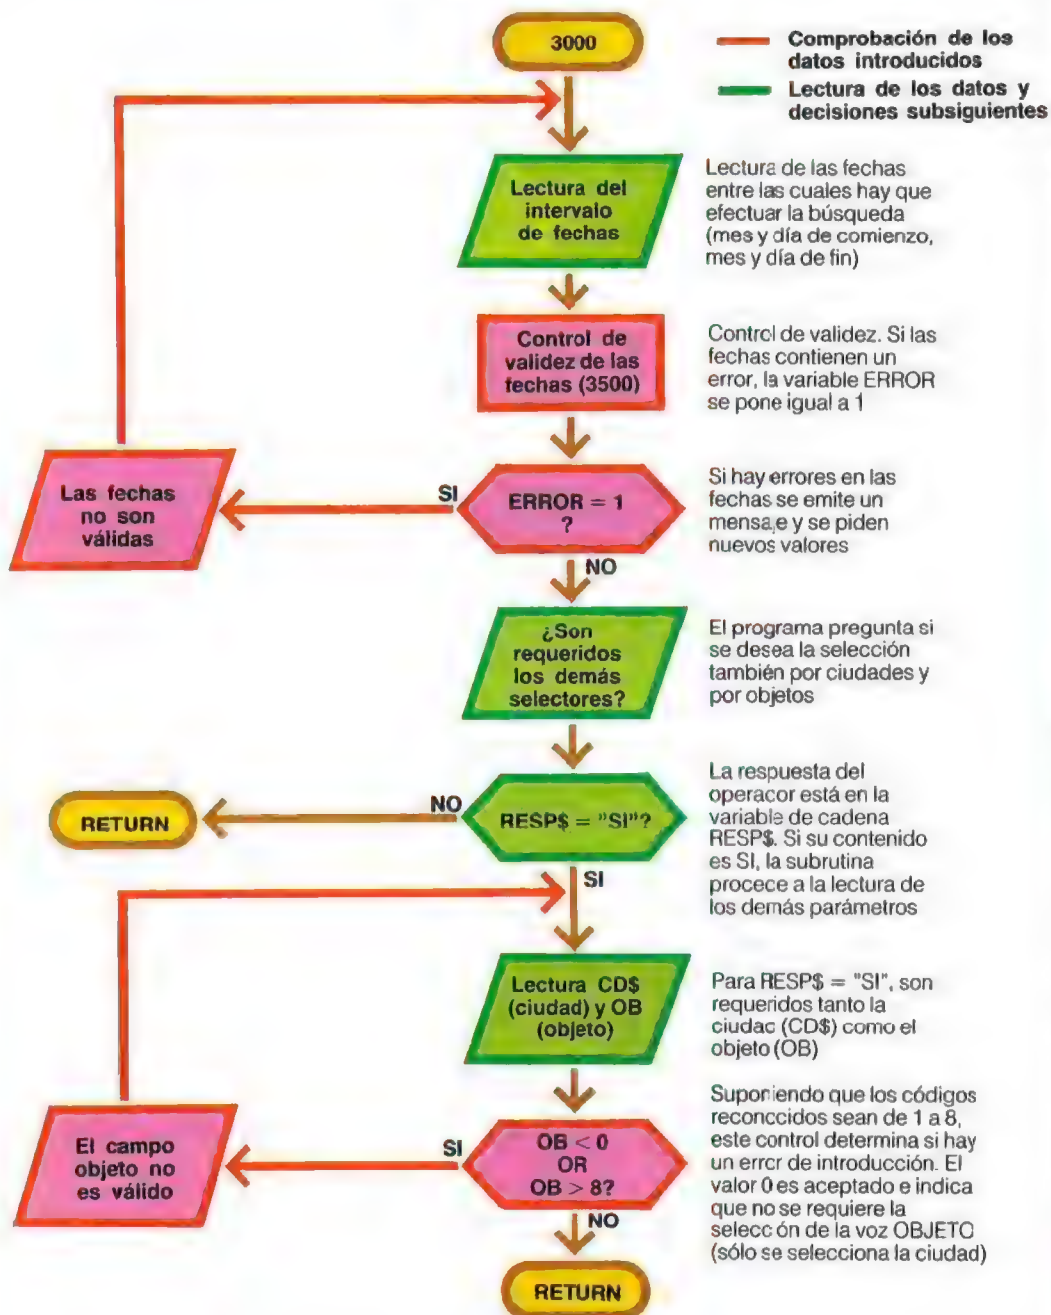 3000
Comprobación de los
datos introducidos
Lectura de los datos y
decisiones subsiguientes
Lectura del
intervalo
de fechas
Lectura de las fechas
entre las cuales hay que
efectuar la búsqueda
(mes y día de comienzo,
mes y día de fin)
Control de
validez de las
fechas (3500)
Control de validez. Si las
fechas contienen un
error, la variable ERROR
se pone igual a 1
Las fechas
no son
válidas
SI
ERROR = 1
?
Si hay errores en las
fechas se emite un
mensaje y se piden
nuevos valores
NO
¿Son
requeridos
los demás
selectores?
El programa pregunta si
se desea la selección
también por ciudades y
por objetos
RETURN
NO
RESP$ = "SI"?
La respuesta del
operacor está en la
variable de cadena
RESP$. Si su contenido
es SI, la subrutina
procece a la lectura de
los demás parámetros
SI
Lectura CD$
(ciudad) y OB
(objeto)
Para RESP$ = "SI", son
requeridos tanto la
ciudac (CD$) como el
objeto (OB)
El campo
objeto no
es válido
SI
OB < 0
OR
OB > 8?
Suponiendo que los códigos
reconocidos sean de 1 a 8,
este control determina si hay
un error de introducción. El
valor 0 es aceptado e indica
que no se requiere la
selección de la voz OBJETO
(sólo se selecciona la ciudad)
NO
RETURN